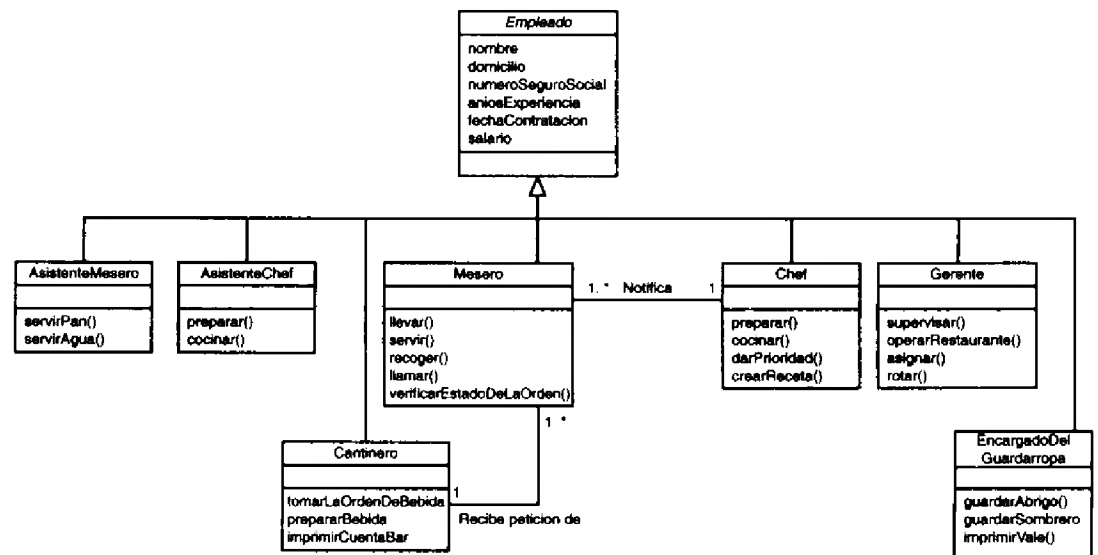 Empleado
nombre
domicilio
numeroSeguroSocial
aniosExperiencia
fechaContratacion
salario
AsistenteMesero
servirPan()
servirAgua()
AsistenteChef
preparar()
cocinar()
Mesero
llevar()
servir()
recoger()
llamar()
verificarEstadoDeLaOrden()
1..*
Notifica
1
Chef
preparar()
cocinar()
darPrioridad()
crearReceta()
Gerente
supervisar()
operarRestaurante()
asignar()
rotar()
1..*
Cantinero
tomarLaOrdenDeBebida
prepararBebida
imprimirCuentaBar
1
Recibe peticion de
EncargadoDel
Guardarropa
guardarAbrigo()
guardarSombrero
imprimirVale()